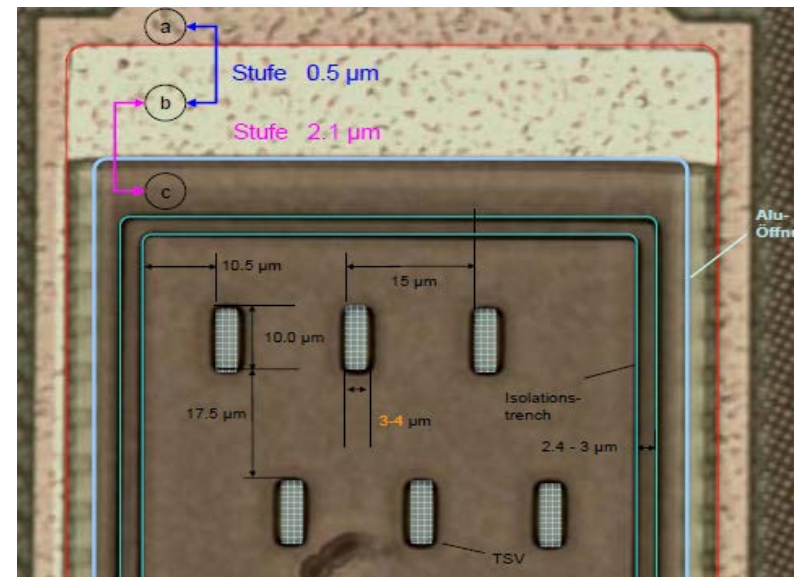 a
Stufe 0.5 µm
b
Stufe 2.1 µm
c
Alu-
Öffn
10.5 µm
15 µm
10.0 µm
Isolations-
trench
17.5 µm
3-4 µm
2.4 - 3 µm
TSV